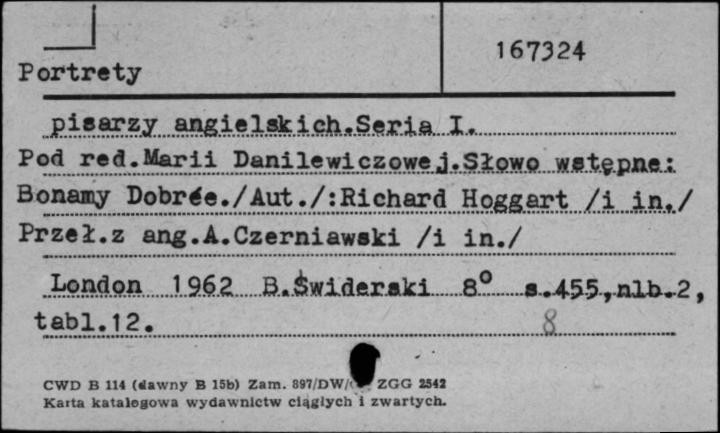 167324
Portrety
pisarzy angielskich.Seria I.
Pod red.Marii Danilewiczowej.Słowo wstępne:
Bonamy Dobrée./Aut./:Richard Hoggart /i in./
Przeł.z ang.A.Czerniawski /i in./
London 1962 B.Świderski 8° s.455,nlb.2,
tabl.12.
8
CWD B 114 (dawny B 15b) Zam. 897/DW/ ZGG 2542
Karta katalogowa wydawnictw ciągłych i zwartych.